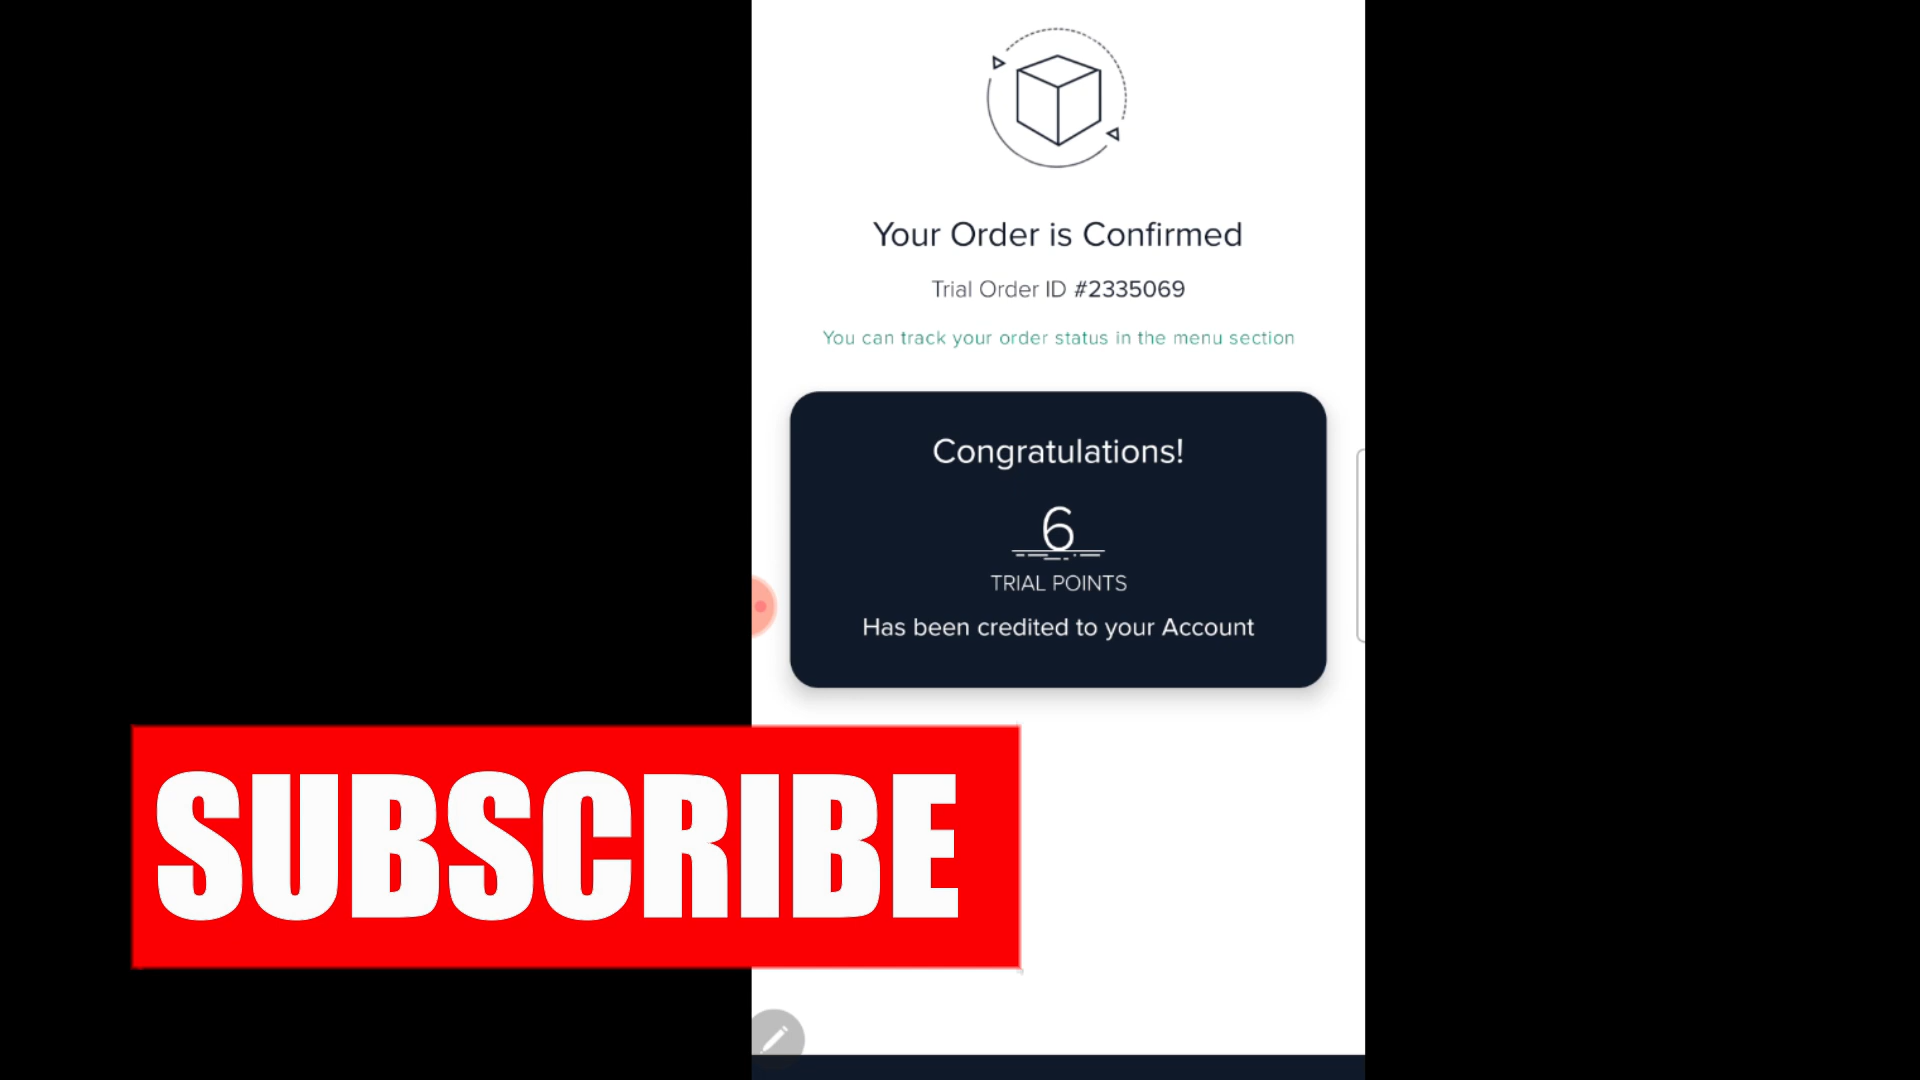 Your Order is Confirmed
Trial Order ID #2335069
You can track your order status in the menu section
Congratulations!
6
TRIAL POINTS
Has been credited to your Account
SUBSCRIBE